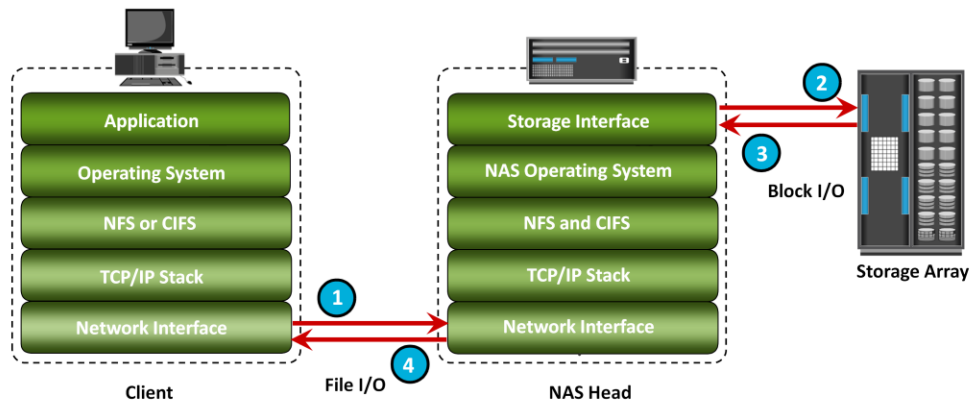 Application
Operating System
NFS or CIFS
TCP/IP Stack
Network Interface
Client
1
4
File I/O
Storage Interface
NAS Operating System
NFS and CIFS
TCP/IP Stack
Network Interface
NAS Head
2
3
Block I/O
Storage Array